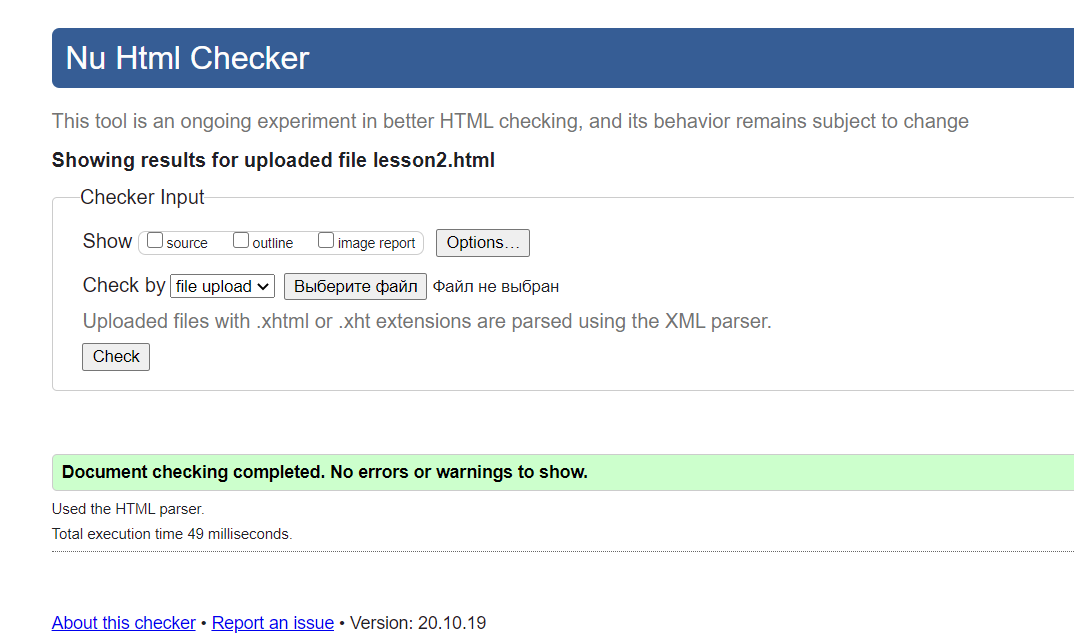 Nu Html Checker
This tool is an ongoing experiment in better HTML checking, and its behavior remains subject to change
Showing results for uploaded file lesson2.html
Checker Input
Show source outline image report Options...
Check by file upload Выберите файл Файл не выбран
Uploaded files with .xhtml or .xht extensions are parsed using the XML parser.
Check
Document checking completed. No errors or warnings to show.
Used the HTML parser.
Total execution time 49 milliseconds.
About this checker • Report an issue • Version: 20.10.19